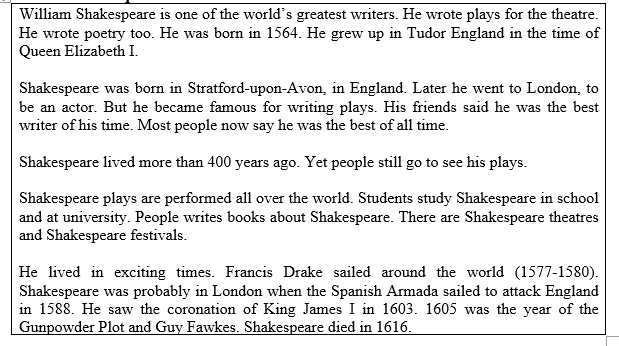 William Shakespeare is one of the world's greatest writers. He wrote plays for the theatre.
He wrote poetry too. He was born in 1564. He grew up in Tudor England in the time of
Queen Elizabeth I.
Shakespeare was born in Stratford-upon-Avon, in England. Later he went to London, to
be an actor. But he became famous for writing plays. His friends said he was the best
writer of his time. Most people now say he was the best of all time.
Shakespeare lived more than 400 years ago. Yet people still go to see his plays.
Shakespeare plays are performed all over the world. Students study Shakespeare in school
and at university. People writes books about Shakespeare. There are Shakespeare theatres
and Shakespeare festivals.
He lived in exciting times. Francis Drake sailed around the world (1577-1580).
Shakespeare was probably in London when the Spanish Armada sailed to attack England
in 1588. He saw the coronation of King James I in 1603. 1605 was the year of the
Gunpowder Plot and Guy Fawkes. Shakespeare died in 1616.